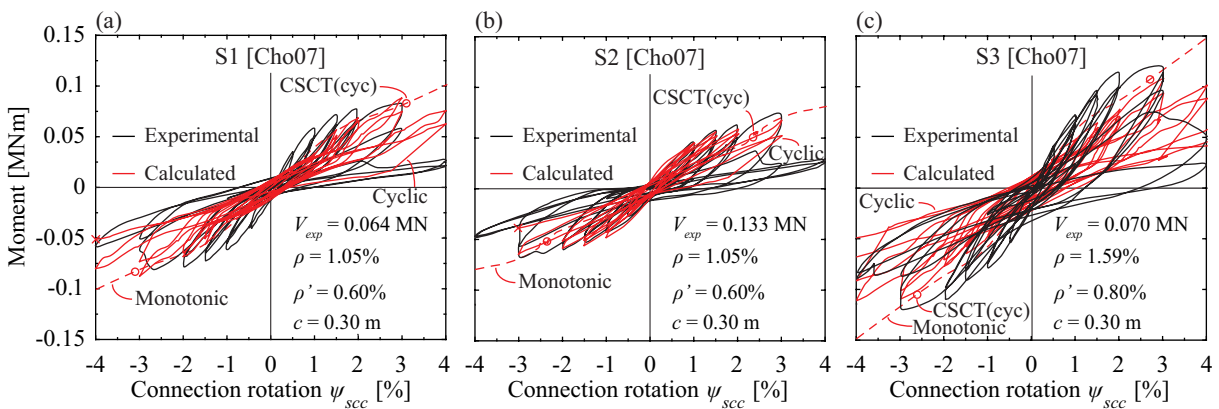 (a)
S1 [Cho07]
CSCT(cyc)
Experimental
Calculated
Cyclic
V_exp = 0.064 MN
ρ = 1.05%
ρ’ = 0.60%
c = 0.30 m
Monotonic
0.15
0.1
0.05
0
-0.05
-0.1
-0.15
Moment [MNm]
-4 -3 -2 -1 0 1 2 3 4
Connection rotation ψ_scc [%]
(b)
S2 [Cho07]
CSCT(cyc)
Experimental
Calculated
Cyclic
V_exp = 0.133 MN
ρ = 1.05%
ρ’ = 0.60%
c = 0.30 m
Monotonic
-4 -3 -2 -1 0 1 2 3 4
Connection rotation ψ_scc [%]
(c)
S3 [Cho07]
Experimental
Calculated
Cyclic
V_exp = 0.070 MN
ρ = 1.59%
ρ’ = 0.80%
c = 0.30 m
CSCT(cyc)
Monotonic
-4 -3 -2 -1 0 1 2 3 4
Connection rotation ψ_scc [%]